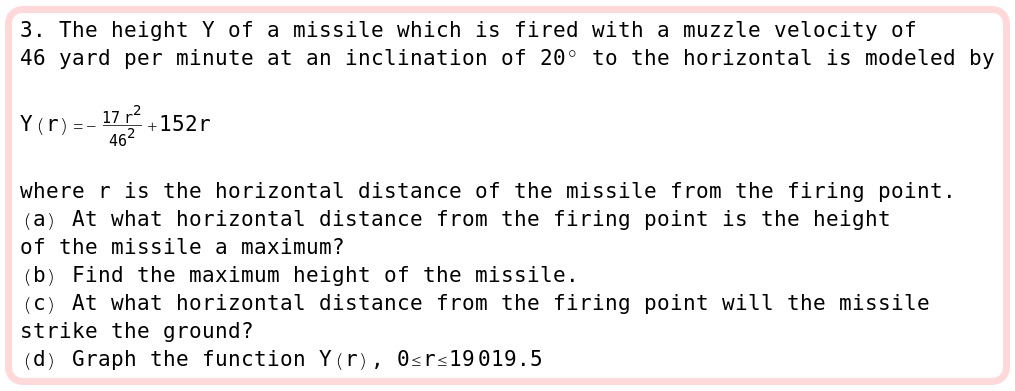 3. The height Y of a missile which is fired with a muzzle velocity of
46 yard per minute at an inclination of 20° to the horizontal is modeled by
Y(r)=-\frac{17 r^2}{46^2}+152r
where r is the horizontal distance of the missile from the firing point.
(a) At what horizontal distance from the firing point is the height
of the missile a maximum?
(b) Find the maximum height of the missile.
(c) At what horizontal distance from the firing point will the missile
strike the ground?
(d) Graph the function Y(r), 0≤r≤19019.5